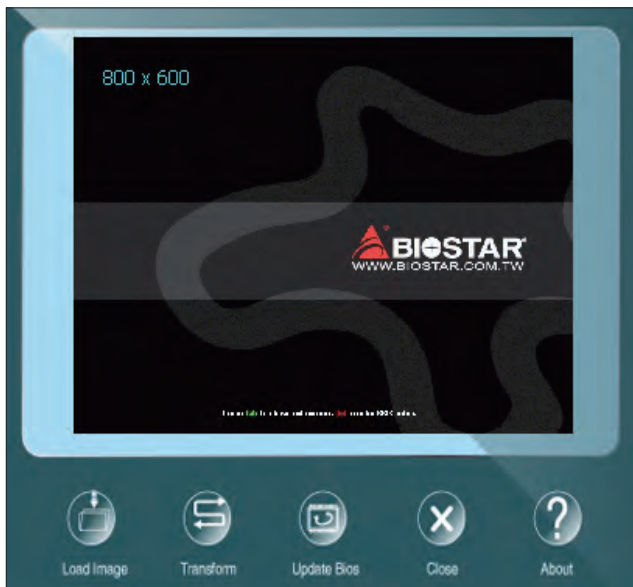 800 x 600
BIOSTAR
WWW.BIOSTAR.COM.TW
Load Image
Transform
Update Bios
Close
About